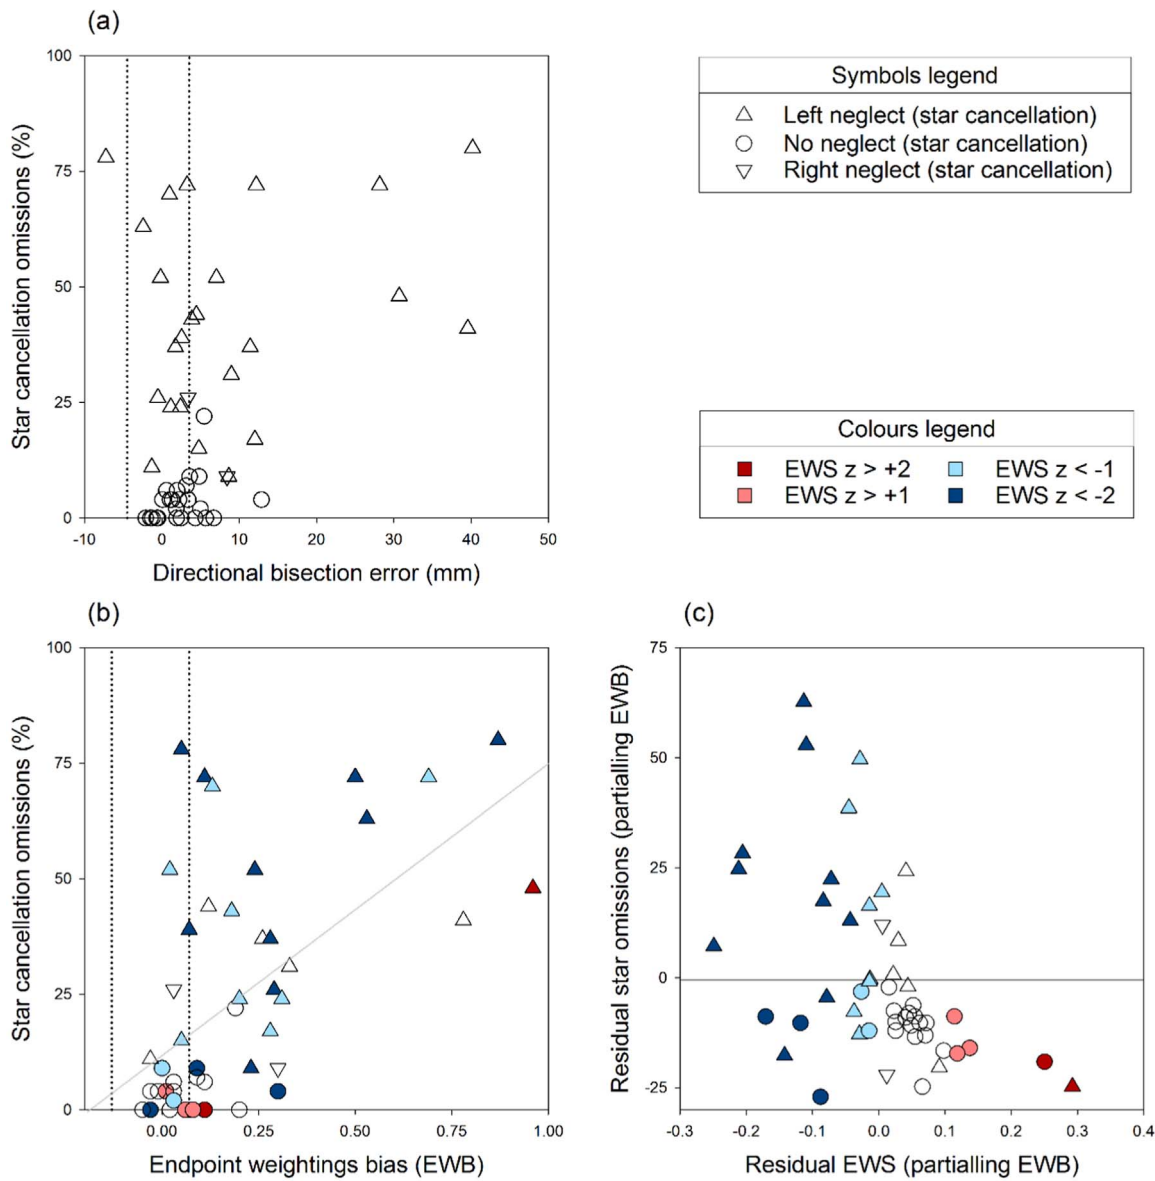 (a)
Star cancellation omissions (%)
100
75
50
25
0
-10
0
10
20
30
40
50
Directional bisection error (mm)
Symbols legend
Left neglect (star cancellation)
No neglect (star cancellation)
Right neglect (star cancellation)
Colours legend
EWS z > +2
EWS z < -1
EWS z > +1
EWS z < -2
(b)
Star cancellation omissions (%)
100
75
50
25
0
0.00
0.25
0.50
0.75
1.00
Endpoint weightings bias (EWB)
(c)
Residual star omissions (partialling EWB)
75
50
25
0
-25
-0.3
-0.2
-0.1
0.0
0.1
0.2
0.3
0.4
Residual EWS (partialling EWB)